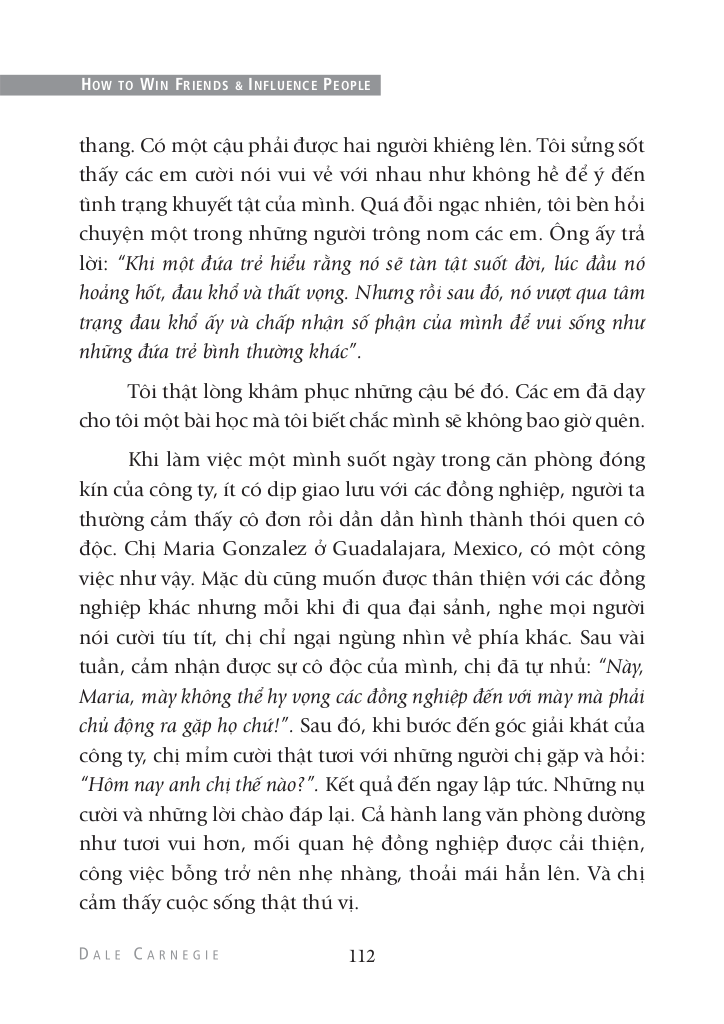 HOW TO WIN FRIENDS & INFLUENCE PEOPLE
thang. Có một cậu phải được hai người khiêng lên. Tôi sửng sốt
thấy các em cười nói vui vẻ với nhau như không hề để ý đến
tình trạng khuyết tật của mình. Quá đỗi ngạc nhiên, tôi bèn hỏi
chuyện một trong những người trông nom các em. Ông ấy trả
lời: “Khi một đứa trẻ hiểu rằng nó sẽ tàn tật suốt đời, lúc đầu nó
hoảng hốt, đau khổ và thất vọng. Nhưng rồi sau đó, nó vượt qua tâm
trạng đau khổ ấy và chấp nhận số phận của mình để vui sống như
những đứa trẻ bình thường khác”.
Tôi thật lòng khâm phục những cậu bé đó. Các em đã dạy
cho tôi một bài học mà tôi biết chắc mình sẽ không bao giờ quên.
Khi làm việc một mình suốt ngày trong căn phòng đóng
kín của công ty, ít có dịp giao lưu với các đồng nghiệp, người ta
thường cảm thấy cô đơn rồi dần dần hình thành thói quen cô
độc. Chị Maria Gonzalez ở Guadalajara, Mexico, có một công
việc như vậy. Mặc dù cũng muốn được thân thiện với các đồng
nghiệp khác nhưng mỗi khi đi qua đại sảnh, nghe mọi người
nói cười tíu tít, chị chỉ ngại ngùng nhìn về phía khác. Sau vài
tuần, cảm nhận được sự cô độc của mình, chị đã tự nhủ: “Này,
Maria, mày không thể hy vọng các đồng nghiệp đến với mày mà phải
chủ động ra gặp họ chứ!”. Sau đó, khi bước đến góc giải khát của
công ty, chị mỉm cười thật tươi với những người chị gặp và hỏi:
“Hôm nay anh chị thế nào?”. Kết quả đến ngay lập tức. Những nụ
cười và những lời chào đáp lại. Cả hành lang văn phòng dường
như tươi vui hơn, mối quan hệ đồng nghiệp được cải thiện,
công việc bỗng trở nên nhẹ nhàng, thoải mái hẳn lên. Và chị
cảm thấy cuộc sống thật thú vị.
DALE CARNEGIE 112